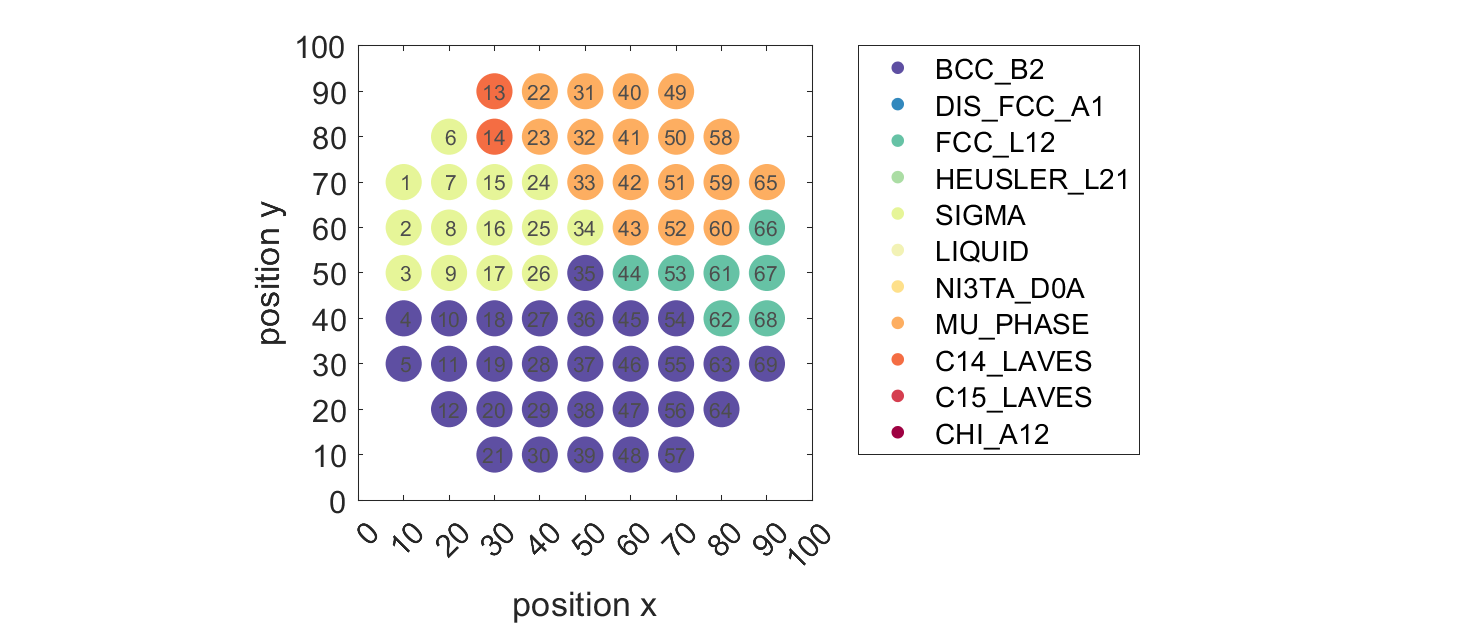 100
90
80
70
60
50
40
30
20
10
0
position y
13 22 31 40 49
6 14 23 32 41 50 58
1 7 15 24 33 42 51 59 65
2 8 16 25 34 43 52 60 66
3 9 17 26 35 44 53 61 67
4 10 18 27 36 45 54 62 68
5 11 19 28 37 46 55 63 69
12 20 29 38 47 56 64
21 30 39 48 57
0 10 20 30 40 50 60 70 80 90 100
position x
BCC_B2
DIS_FCC_A1
FCC_L12
HEUSLER_L21
SIGMA
LIQUID
NI3TA_D0A
MU_PHASE
C14_LAVES
C15_LAVES
CHI_A12